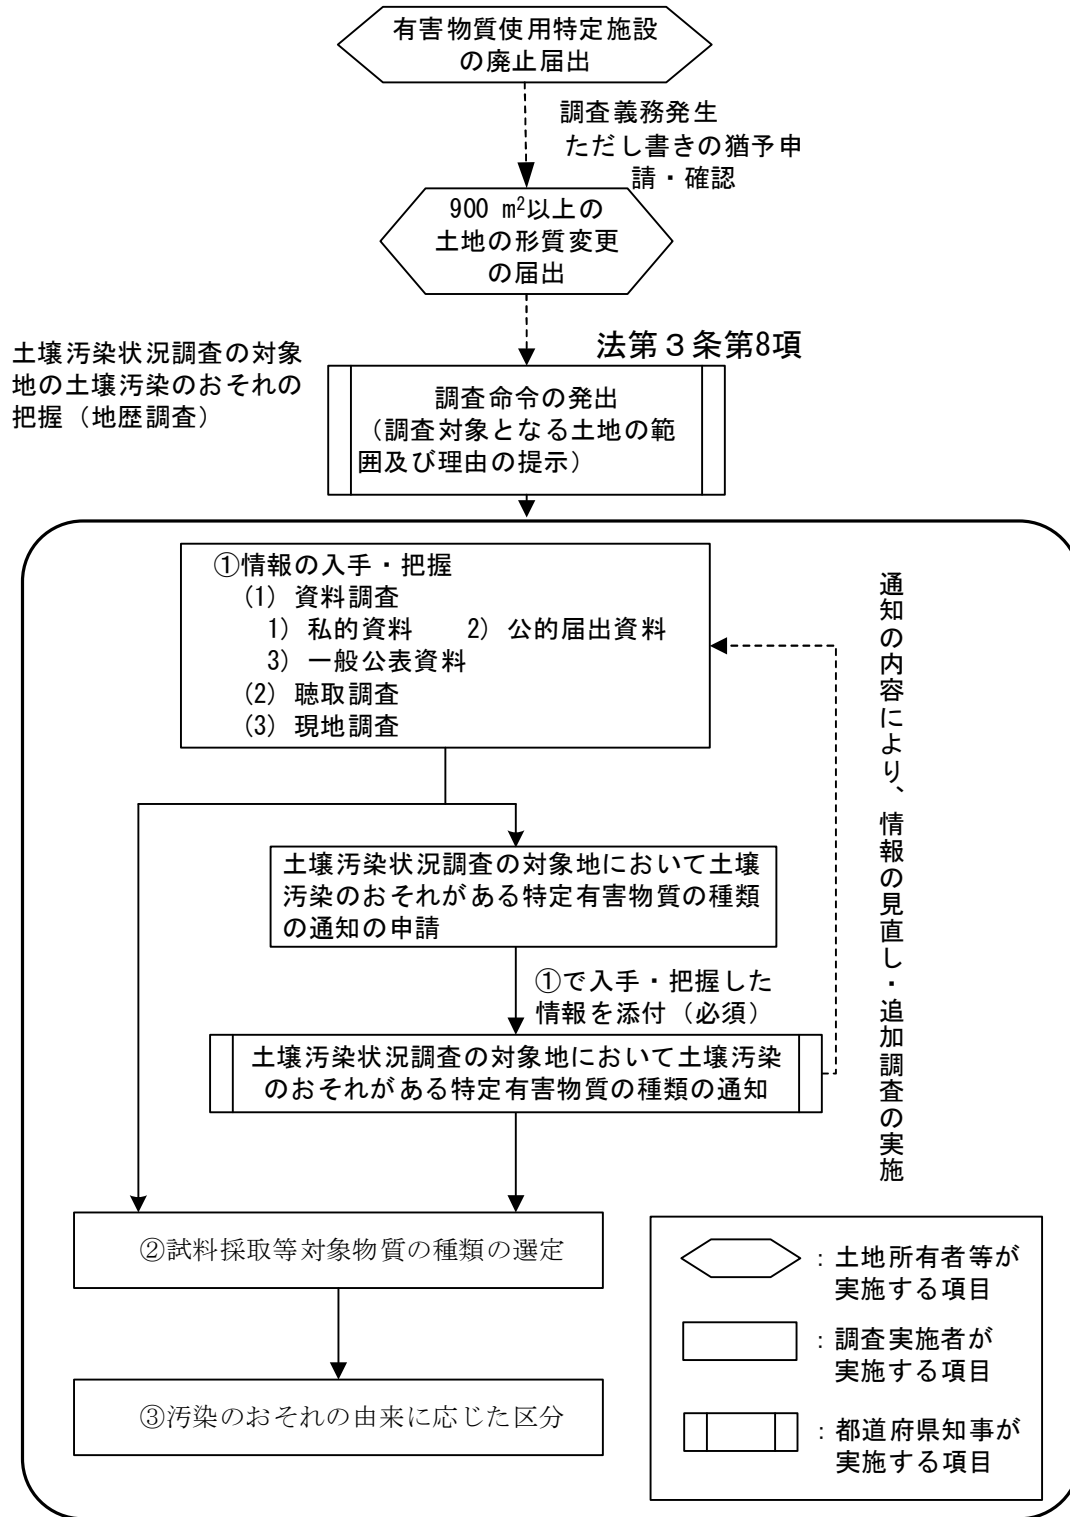 有害物質使用特定施設
の廃止届出
調査義務発生
ただし書きの猶予申
請・確認
900 m²以上の
土地の形質変更
の届出
法第３条第8項
土壌汚染状況調査の対象
地の土壌汚染のおそれの
把握（地歴調査）
調査命令の発出
（調査対象となる土地の範
囲及び理由の提示）
①情報の入手・把握
(1) 資料調査
1) 私的資料 2) 公的届出資料
3) 一般公表資料
(2) 聴取調査
(3) 現地調査
通知の内容により、情報の見直し・追加調査の実施
土壌汚染状況調査の対象地において土壌
汚染のおそれがある特定有害物質の種類
の通知の申請
①で入手・把握した
情報を添付（必須）
土壌汚染状況調査の対象地において土壌汚染
のおそれがある特定有害物質の種類の通知
②試料採取等対象物質の種類の選定
③汚染のおそれの由来に応じた区分
：土地所有者等が
実施する項目
：調査実施者が
実施する項目
：都道府県知事が
実施する項目